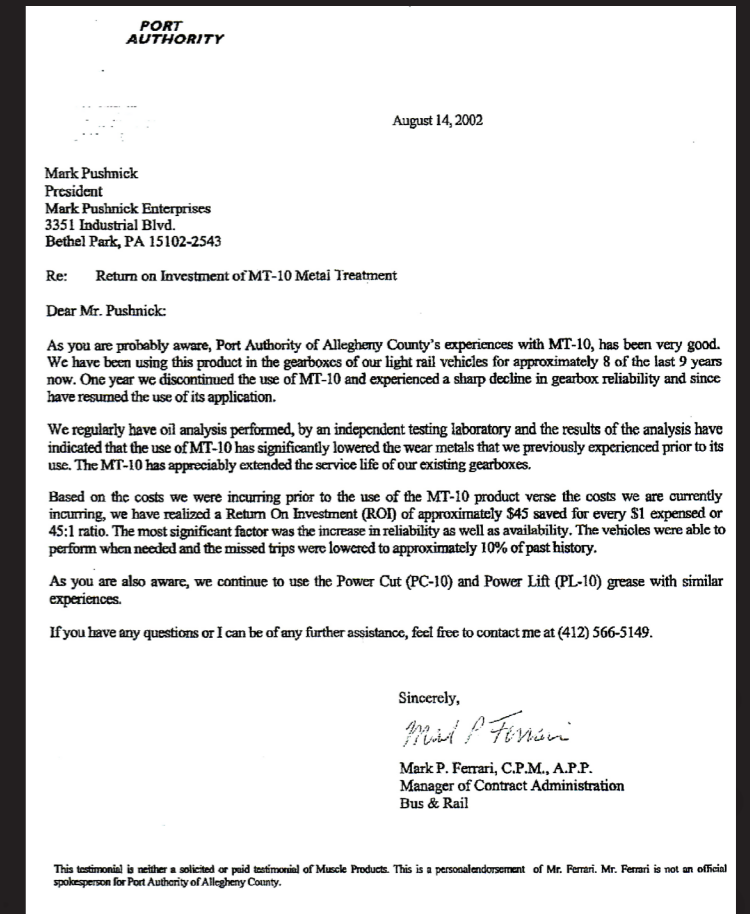 PORT
AUTHORITY
August 14, 2002
Mark Pushnick
President
Mark Pushnick Enterprises
3351 Industrial Blvd.
Bethel Park, PA 15102-2543
Re: Return on Investment of MT-10 Metal Treatment
Dear Mr. Pushnick:
As you are probably aware, Port Authority of Allegheny County's experiences with MT-10, has been very good.
We have been using this product in the gearboxes of our light rail vehicles for approximately 8 of the last 9 years
now. One year we discontinued the use of MT-10 and experienced a sharp decline in gearbox reliability and since
have resumed the use of its application.
We regularly have oil analysis performed, by an independent testing laboratory and the results of the analysis have
indicated that the use of MT-10 has significantly lowered the wear metals that we previously experienced prior to its
use. The MT-10 has appreciably extended the service life of our existing gearboxes.
Based on the costs we were incurring prior to the use of the MT-10 product verse the costs we are currently
incurring, we have realized a Return On Investment (ROI) of approximately $45 saved for every $1 expensed or
45:1 ratio. The most significant factor was the increase in reliability as well as availability. The vehicles were able to
perform when needed and the missed trips were lowered to approximately 10% of past history.
As you are also aware, we continue to use the Power Cut (PC-10) and Power Lift (PL-10) grease with similar
experiences.
If you have any questions or I can be of any further assistance, feel free to contact me at (412) 566-5149.
Sincerely,
Mark P Ferrari
Mark P. Ferrari, C.P.M., A.P.P.
Manager of Contract Administration
Bus & Rail
This testimonial is neither a solicited or paid testimonial of Muscle Products. This is a personalendorsement of Mr. Ferrari. Mr. Ferrari is not an official
spokesperson for Port Authority of Allegheny County.